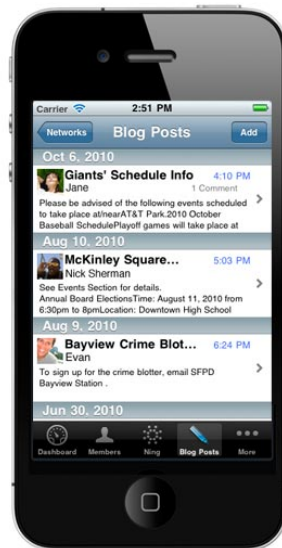 Carrier 2:51 PM
Networks Blog Posts Add
Oct 6, 2010
Giants' Schedule Info 4:10 PM
Jane 1 Comment
Please be advised of the following events scheduled
to take place at/nearAT&T Park.2010 October
Baseball SchedulePlayoff games will take place at
Aug 10, 2010
McKinley Square... 5:03 PM
Nick Sherman
See Events Section for details.
Annual Board ElectionsTime: August 11, 2010 from
6:30pm to 8pmLocation: Downtown High School
Aug 9, 2010
Bayview Crime Blot... 6:24 PM
Evan
To sign up for the crime blotter, email SFPD
Bayview Station .
Jun 30, 2010
Dashboard Members Ning Blog Posts More